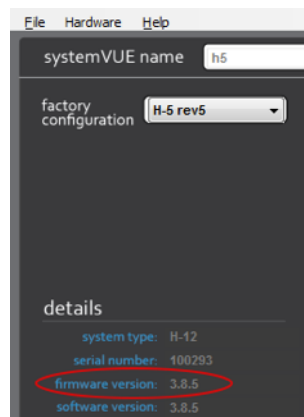 File Hardware Help
systemVUE name h5
factory configuration H-5 rev5
details
system type: H-12
serial number: 100293
firmware version: 3.8.5
software version: 3.8.5